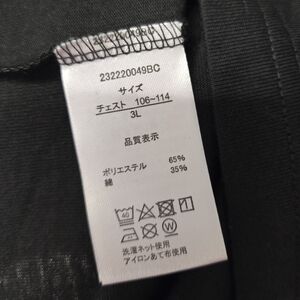 232220049BC
サイズ
チェスト 106~114
3L
品質表示
ポリエステル 65%
綿 35%
40
洗濯ネット使用
アイロンあて布使用